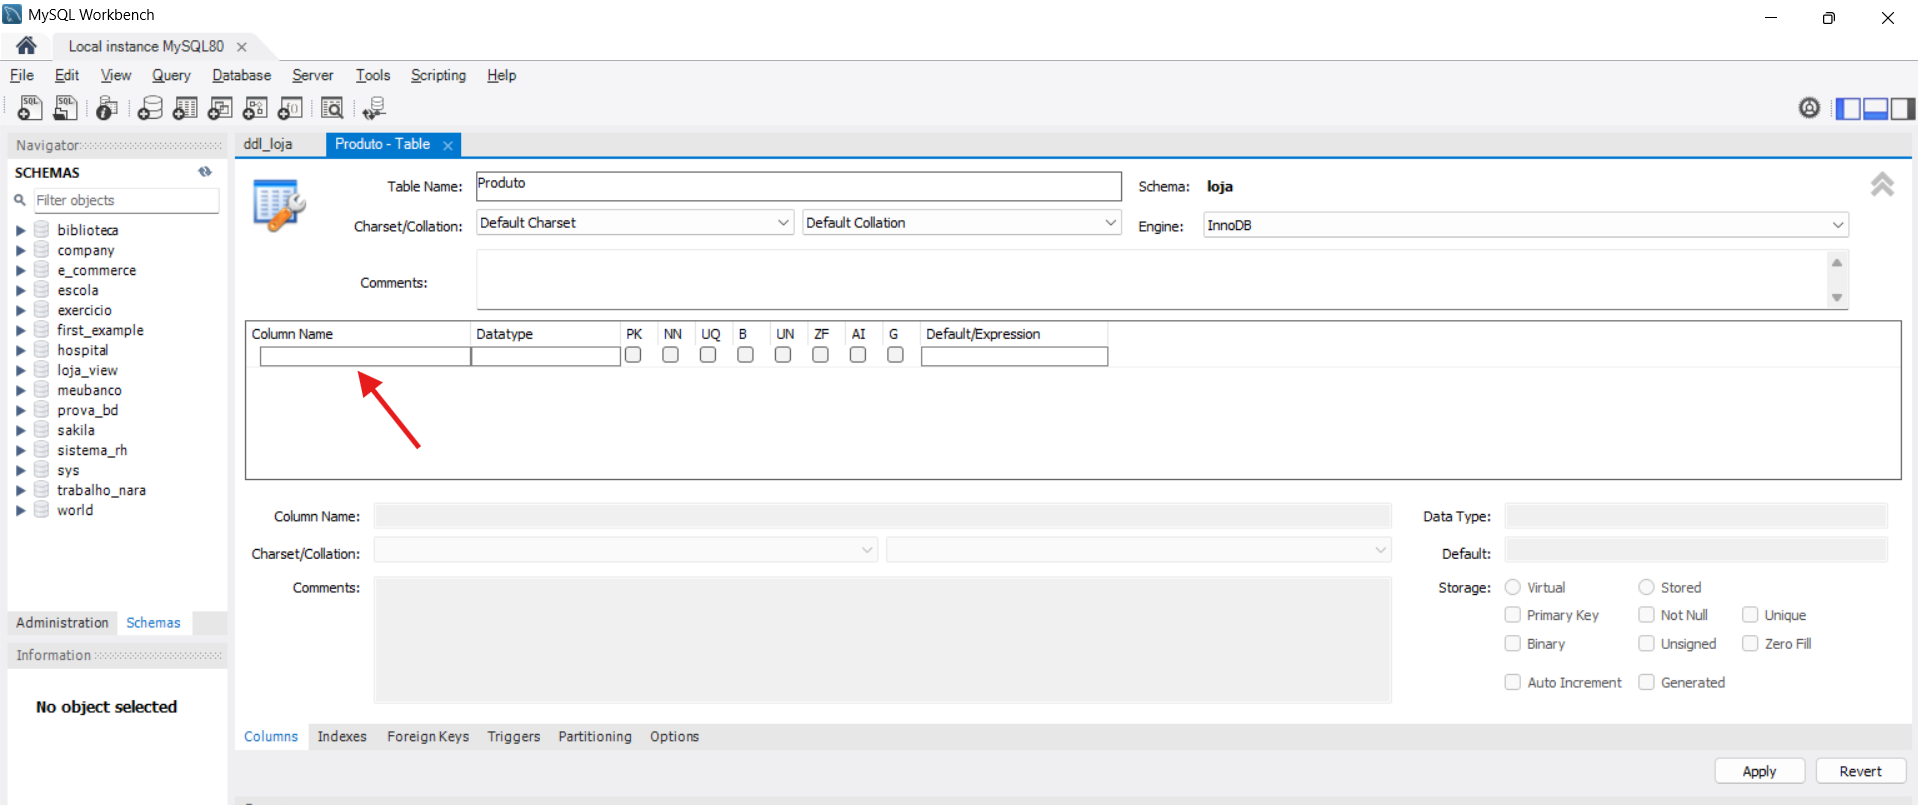 MySQL Workbench
Local instance MySQL80
File Edit View Query Database Server Tools Scripting Help
Navigator
SCHEMAS
Filter objects
biblioteca
company
e_commerce
escola
exercicio
first_example
hospital
loja_view
meubanco
prova_bd
sakila
sistema_rh
sys
trabalho_nara
world
Administration Schemas
Information
No object selected
ddl_loja Produto - Table
Table Name: Produto Schema: loja
Charset/Collation: Default Charset Default Collation Engine: InnoDB
Comments:
Column Name Datatype PK NN UQ B UN ZF AI G Default/Expression
Column Name: Data Type:
Charset/Collation: Default:
Comments: Storage: Virtual Stored
Primary Key Not Null Unique
Binary Unsigned Zero Fill
Auto Increment Generated
Columns Indexes Foreign Keys Triggers Partitioning Options
Apply Revert